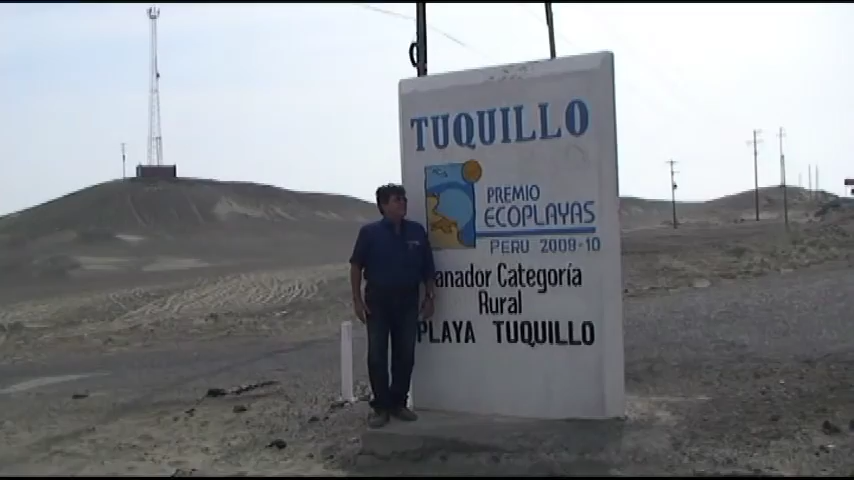 TUQUILLO
PREMIO
ECOPLAYAS
PERU 2009-10
anador Categoría
Rural
PLAYA TUQUILLO